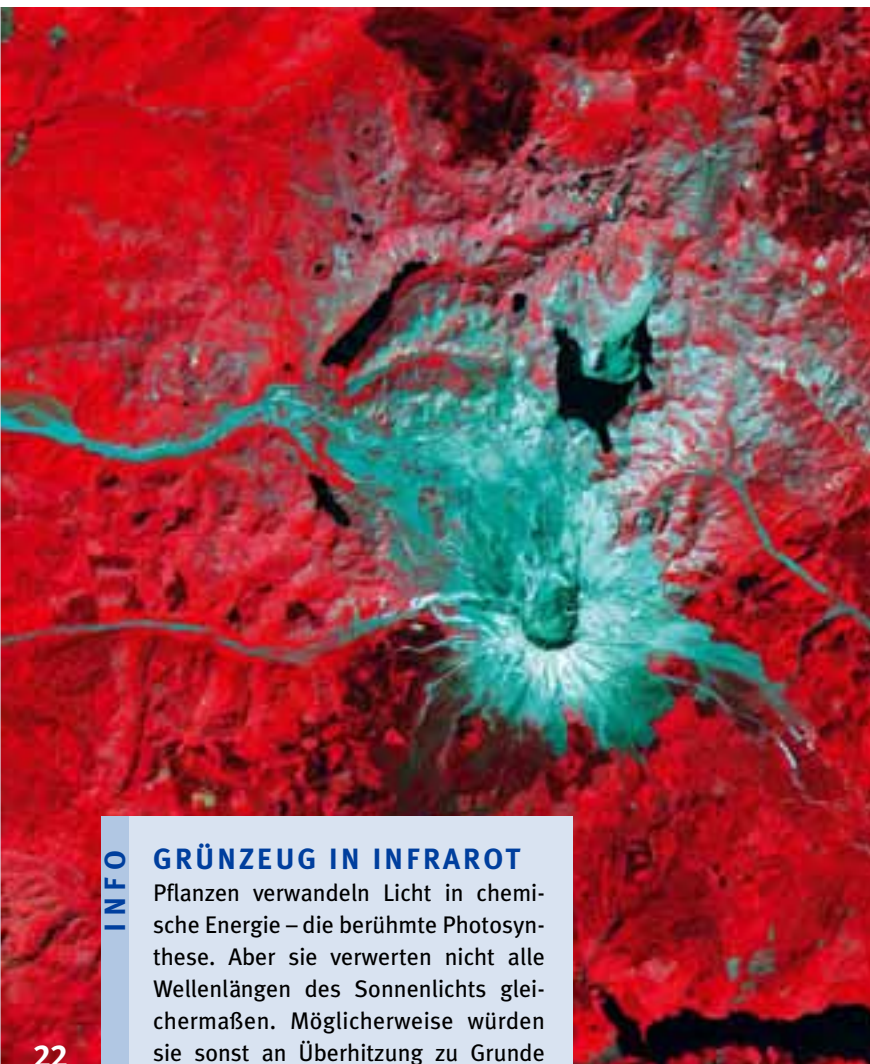 INFO
GRÜNZEUG IN INFRAROT
Pflanzen verwandeln Licht in chemi-
sche Energie – die berühmte Photosyn-
these. Aber sie verwerten nicht alle
Wellenlängen des Sonnenlichts glei-
chermaßen. Möglicherweise würden
sie sonst an Überhitzung zu Grunde
22